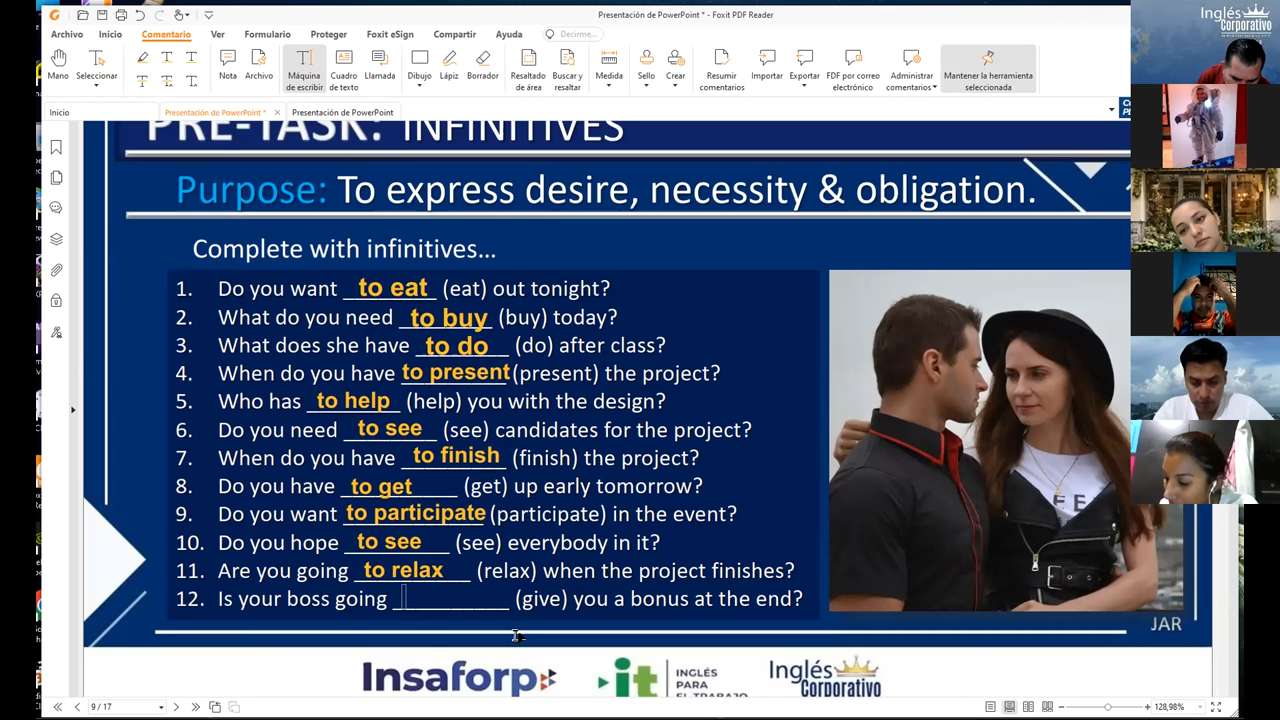 Presentación de PowerPoint * - Foxit PDF Reader
Archivo Inicio Comentario Ver Formulario Proteger Foxit eSign Compartir Ayuda Decirme...
Mano Seleccionar Nota Archivo Máquina de escribir Cuadro de texto Llamada Dibujo Lápiz Borrador Resaltado de área Buscar y resaltar Medida Sello Crear Resumir comentarios Importar Exportar FDF por correo electrónico Administrar comentarios Mantener la herramienta seleccionada
Inicio Presentación de PowerPoint * Presentación de PowerPoint
PRE-TASK: INFINITIVES
Purpose: To express desire, necessity & obligation.
Complete with infinitives...
1. Do you want to eat (eat) out tonight?
2. What do you need to buy (buy) today?
3. What does she have to do (do) after class?
4. When do you have to present (present) the project?
5. Who has to help (help) you with the design?
6. Do you need to see (see) candidates for the project?
7. When do you have to finish (finish) the project?
8. Do you have to get (get) up early tomorrow?
9. Do you want to participate (participate) in the event?
10. Do you hope to see (see) everybody in it?
11. Are you going to relax (relax) when the project finishes?
12. Is your boss going __________ (give) you a bonus at the end?
JAR
Insaforp
it
INGLÉS
PARA
EL TRABAJO
Inglés
Corporativo
9 / 17
128,98%
Inglés
Corporativo